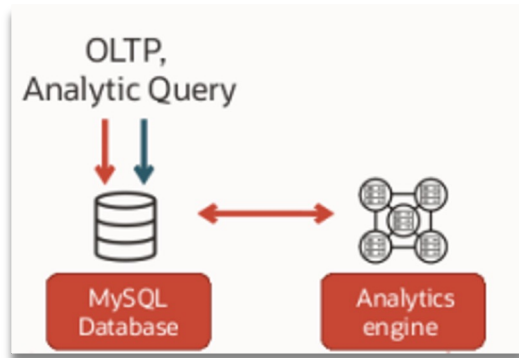 OLTP,
Analytic Query
MySQL
Database
Analytics
engine